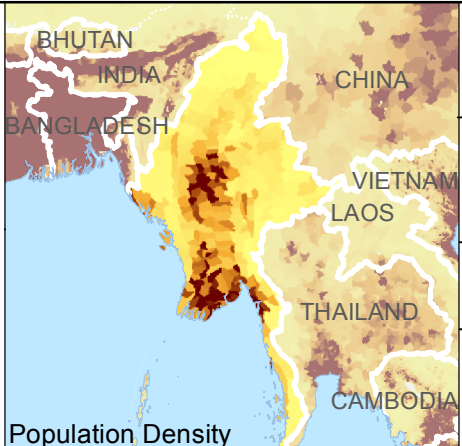 BHUTAN
INDIA
CHINA
BANGLADESH
VIETNAM
LAOS
THAILAND
CAMBODIA
Population Density